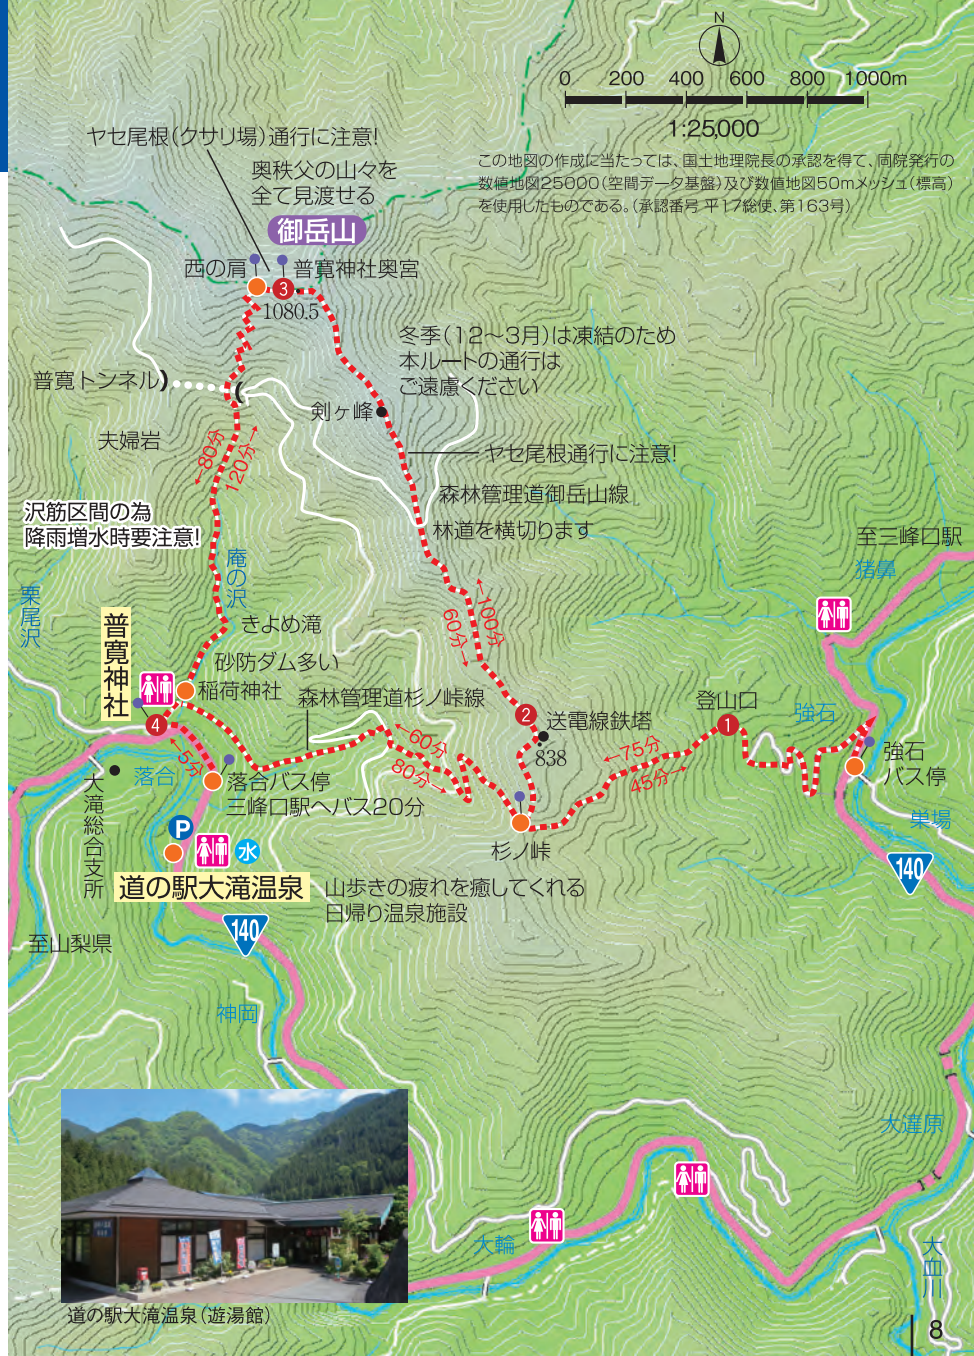 N
0 200 400 600 800 1000m
1:25,000
この地図の作成に当たっては、国土地理院長の承認を得て、同院発行の
数値地図25000(空間データ基盤)及び数値地図50mメッシュ(標高)
を使用したものである。(承認番号 平17総使、第163号)
ヤセ尾根(クサリ場)通行に注意!
奥秩父の山々を
全て見渡せる
御岳山
西の肩
普寛神社奥宮
3
1080.5
冬季(12〜3月)は凍結のため
本ルートの通行は
ご遠慮ください
普寛トンネル
剣ヶ峰
夫婦岩
←80分
120分→
ヤセ尾根通行に注意!
森林管理道御岳山線
林道を横切ります
沢筋区間の為
降雨増水時要注意!
至三峰口駅
猪鼻
庵の沢
栗尾沢
きよめ滝
←100分
60分→
普寛神社
砂防ダム多い
稲荷神社
森林管理道杉ノ峠線
登山口
強石
4
2
送電線鉄塔
838
1
←5分
←60分
80分→
←75分
45分→
強石
バス停
落合
大滝総合支所
落合バス停
三峰口駅へバス20分
巣場
P
水
杉ノ峠
140
道の駅大滝温泉
山歩きの疲れを癒してくれる
日帰り温泉施設
140
至山梨県
神岡
大達原
大輪
大血川
道の駅大滝温泉(遊湯館)
8